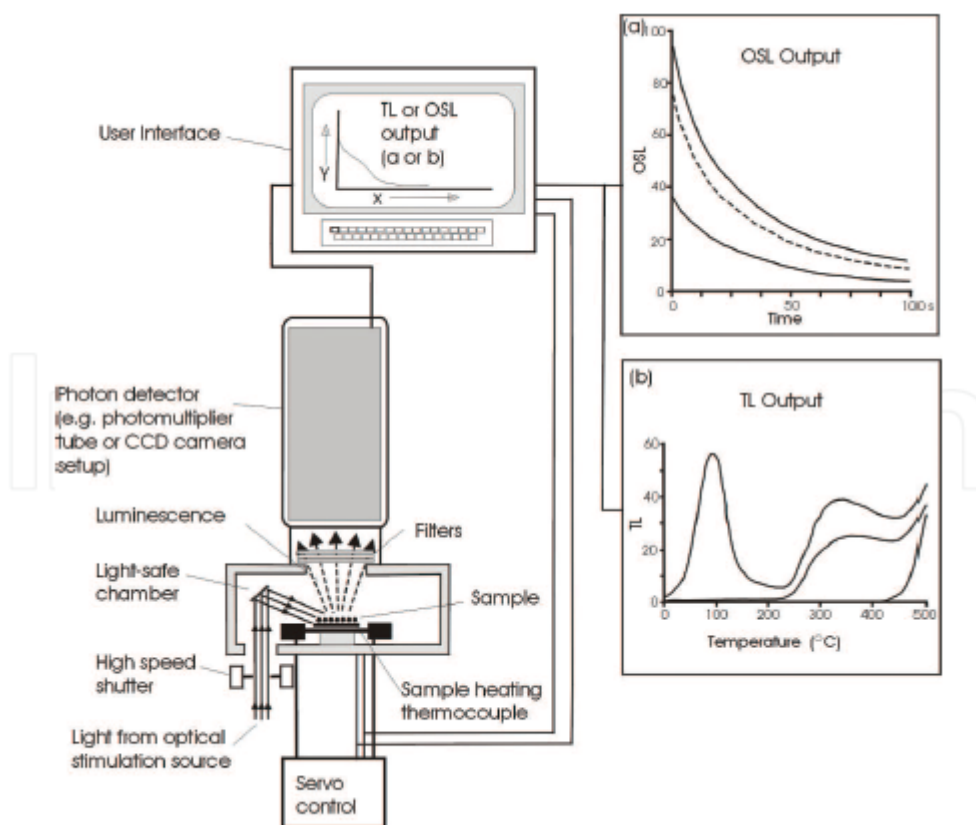 User Interface
TL or OSL
output
(a or b)
Y
X
Photon detector
(e.g. photomultiplier
tube or CCD camera
setup)
Luminescence
Filters
Light-safe
chamber
Sample
High speed
shutter
Sample heating
thermocouple
Light from optical
stimulation source
Servo
control
(a)
OSL Output
100
80
60
40
20
0
OSL
0
50
100 s
Time
(b)
TL Output
60
40
20
0
TL
0
100
200
300
400
500
Temperature (°C)